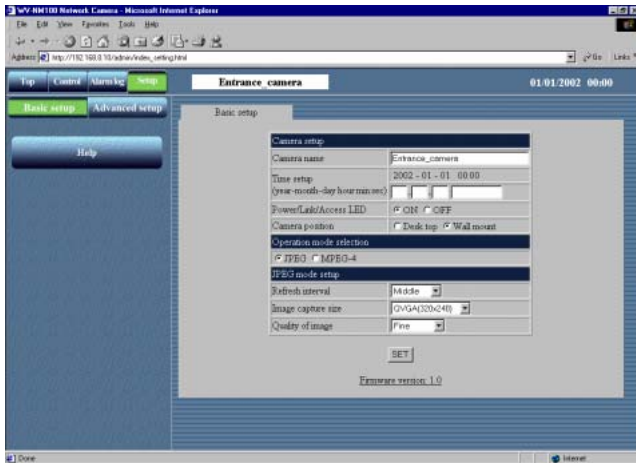 WV-NM100 Network Camera - Microsoft Internet Explorer
File Edit View Favorites Tools Help
Address http://192.168.0.10/admin/index_setting.html Go Links
Top Control Alarm log Setup Entrance_camera 01/01/2002 00:00
Basic setup Advanced setup
Basic setup
Help
Camera setup
Camera name Entrance_camera
Time setup 2002 - 01 - 01 00:00
(year-month-day hour:min:sec)
Power/Link/Access LED ON OFF
Camera position Desk top Wall mount
Operation mode selection
JPEG MPEG-4
JPEG mode setup
Refresh interval Middle
Image capture size QVGA(320x240)
Quality of image Fine
SET
Firmware version: 1.0
Done Internet